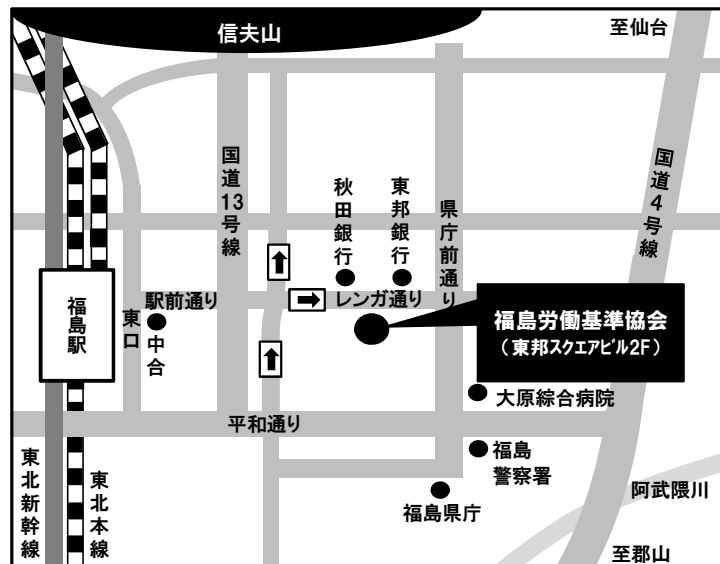 信夫山
至仙台
国道13号線
国道4号線
秋田銀行
東邦銀行
県庁前通り
駅前通り
レンガ通り
福島駅
東口
中合
福島労働基準協会
（東邦スクエアビル2F）
大原綜合病院
平和通り
福島
警察署
東北新幹線
東北本線
福島県庁
阿武隈川
至郡山